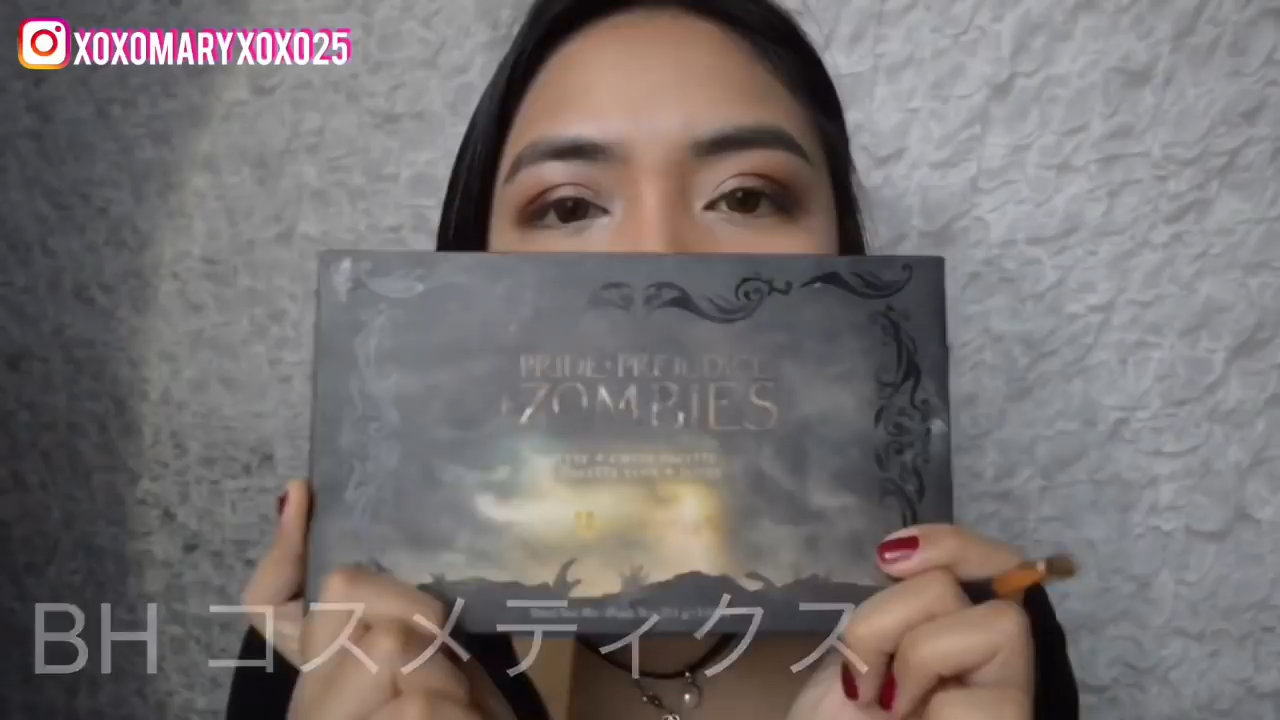 XOXOMARYXOXO25
PRIDE + PREJUDICE
ZOMBIES
BH コスメティクス